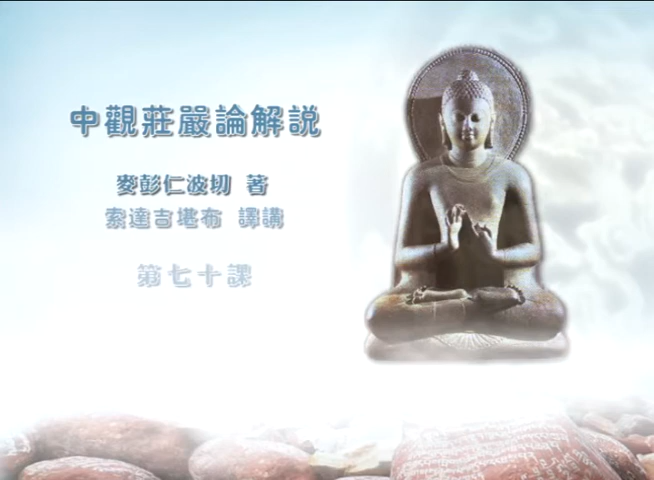 中觀莊嚴論解説
麥彭仁波切 著
索達吉堪布 譯講
第七十課